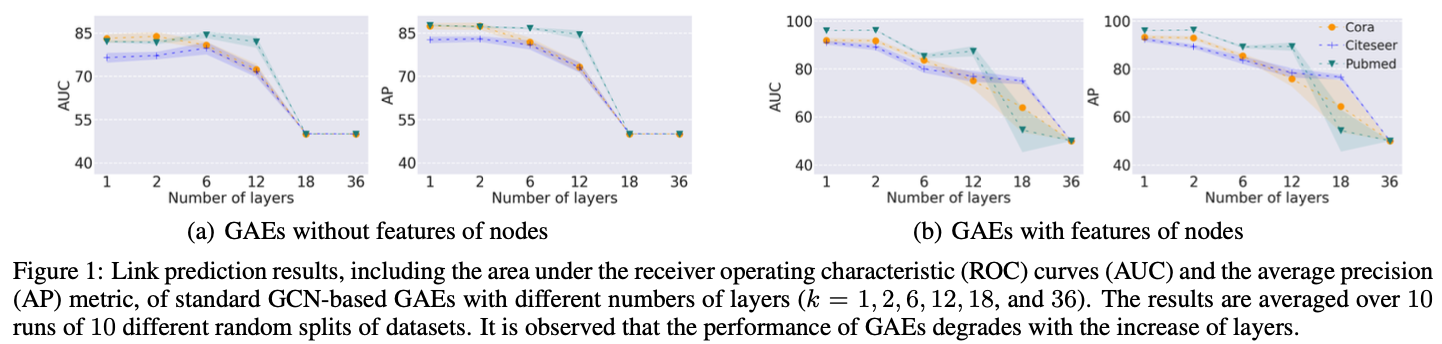 85
70
55
40
AUC
1 2 6 12 18 36
Number of layers
85
70
55
40
AP
1 2 6 12 18 36
Number of layers
100
80
60
40
AUC
1 2 6 12 18 36
Number of layers
100
80
60
40
AP
1 2 6 12 18 36
Number of layers
Cora
Citeseer
Pubmed
(a) GAEs without features of nodes
(b) GAEs with features of nodes
Figure 1: Link prediction results, including the area under the receiver operating characteristic (ROC) curves (AUC) and the average precision
(AP) metric, of standard GCN-based GAEs with different numbers of layers (k = 1, 2, 6, 12, 18, and 36). The results are averaged over 10
runs of 10 different random splits of datasets. It is observed that the performance of GAEs degrades with the increase of layers.